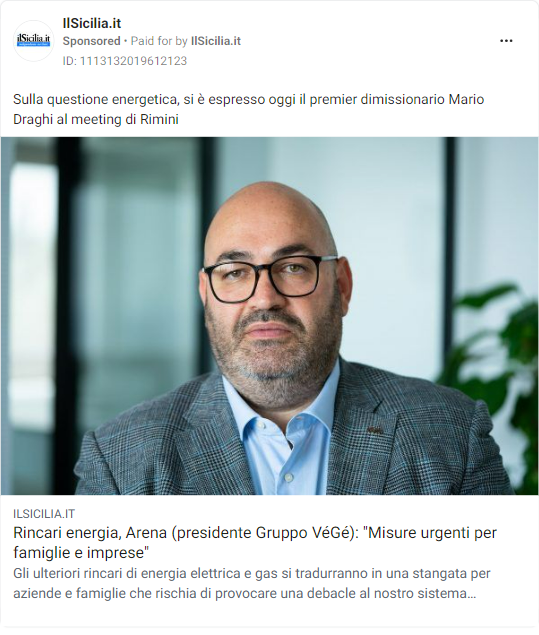 ilSicilia.it
IlSicilia.it
Sponsored • Paid for by IlSicilia.it
ID: 1113132019612123
Sulla questione energetica, si è espresso oggi il premier dimissionario Mario
Draghi al meeting di Rimini
ILSICILIA.IT
Rincari energia, Arena (presidente Gruppo VéGé): "Misure urgenti per
famiglie e imprese"
Gli ulteriori rincari di energia elettrica e gas si tradurranno in una stangata per
aziende e famiglie che rischia di provocare una debacle al nostro sistema...